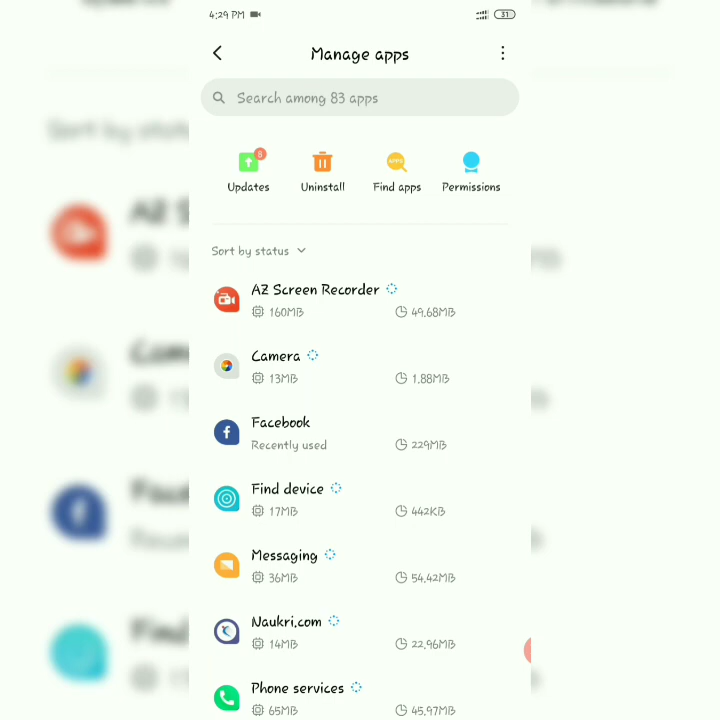 4:29 PM 31
Manage apps
Search among 83 apps
8
APPS
Updates Uninstall Find apps Permissions
Sort by status
AZ Screen Recorder
160MB 49.68MB
Camera
13MB 1.88MB
Facebook
Recently used 229MB
Find device
17MB 442KB
Messaging
36MB 54.42MB
Naukri.com
14MB 22.96MB
Phone services
65MB 45.97MB